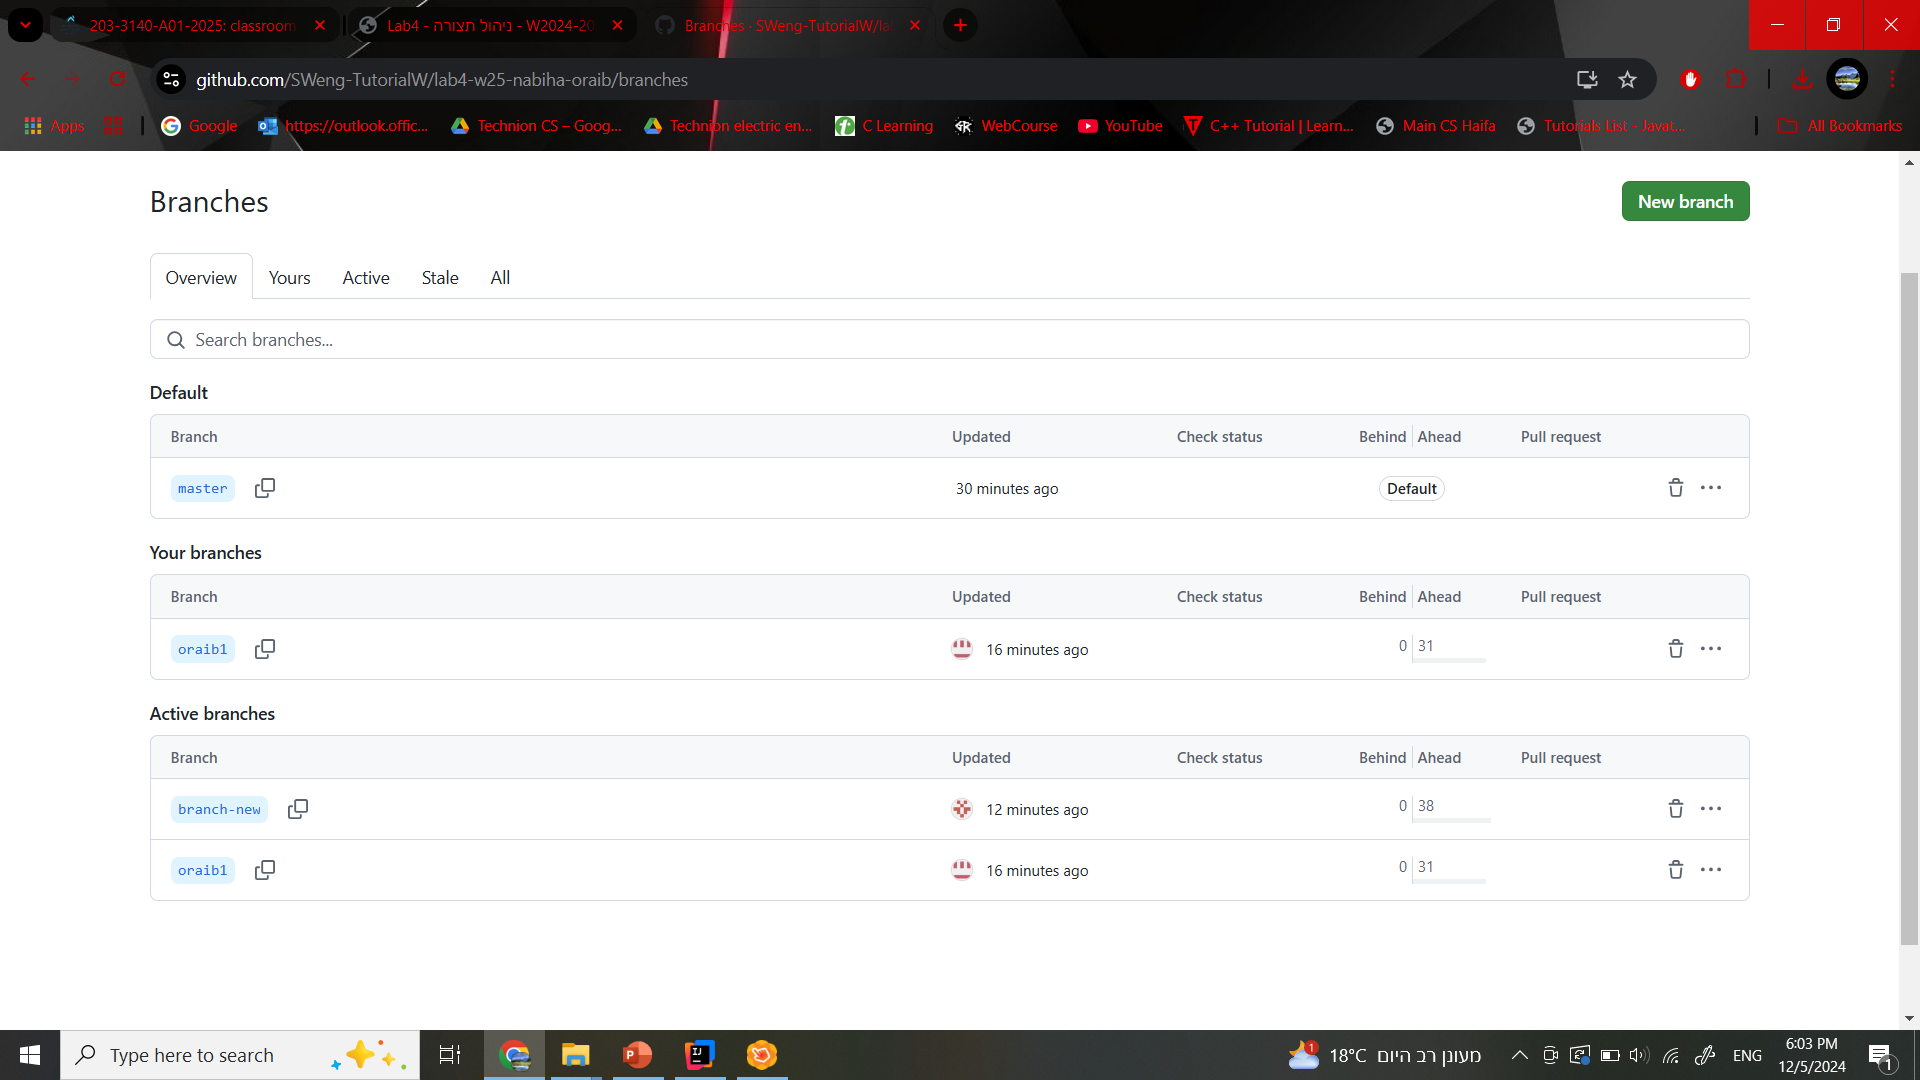 203-3140-A01-2025: classroom
Lab4 - ניהול תצורה - W2024-20
Branches · SWeng-TutorialW/la
github.com/SWeng-TutorialW/lab4-w25-nabiha-oraib/branches
Apps
Google
https://outlook.offic...
Technion CS – Goog...
Technion electric en...
C Learning
WebCourse
YouTube
C++ Tutorial | Learn...
Main CS Haifa
Tutorials List - Javat...
All Bookmarks
Branches
New branch
Overview Yours Active Stale All
Search branches...
Default
Branch Updated Check status Behind Ahead Pull request
master 30 minutes ago Default
Your branches
Branch Updated Check status Behind Ahead Pull request
oraib1 16 minutes ago 0 31
Active branches
Branch Updated Check status Behind Ahead Pull request
branch-new 12 minutes ago 0 38
oraib1 16 minutes ago 0 31
Type here to search
1
18°C מעונן רב היום
ENG
6:03 PM
12/5/2024
1